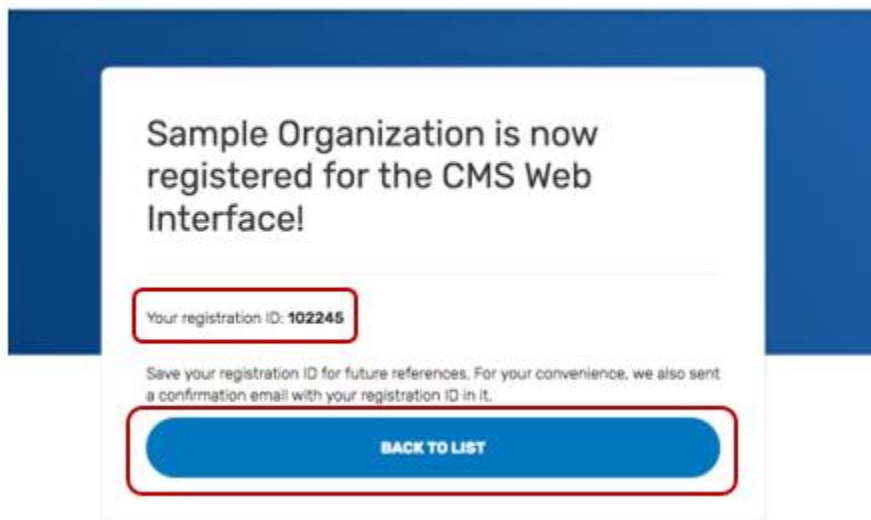 Sample Organization is now
registered for the CMS Web
Interface!
Your registration ID: 102245
Save your registration ID for future references. For your convenience, we also sent
a confirmation email with your registration ID in it.
BACK TO LIST